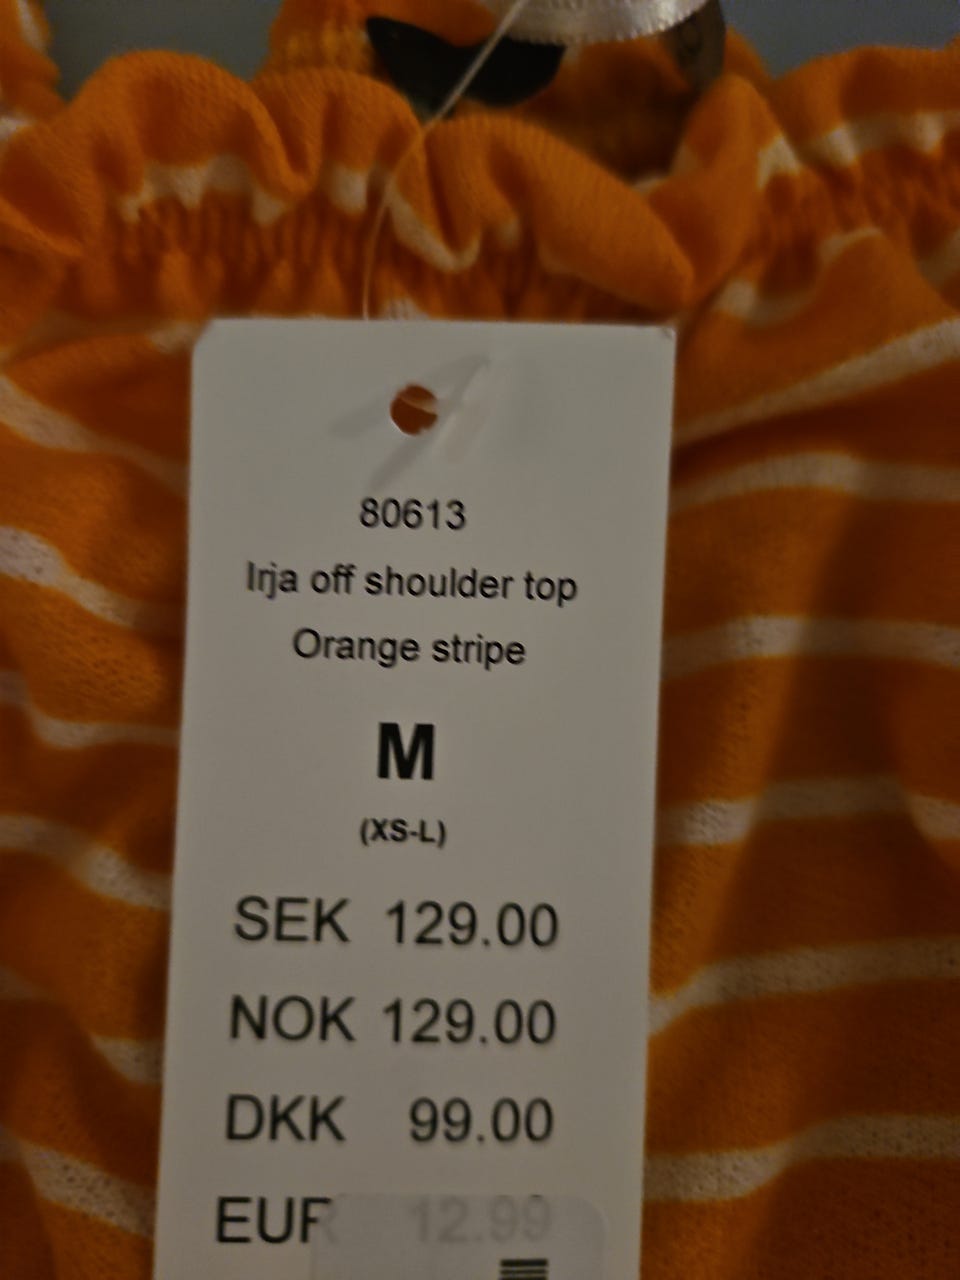 80613
Irja off shoulder top
Orange stripe
M
(XS-L)
SEK 129.00
NOK 129.00
DKK 99.00
EUR 12.99